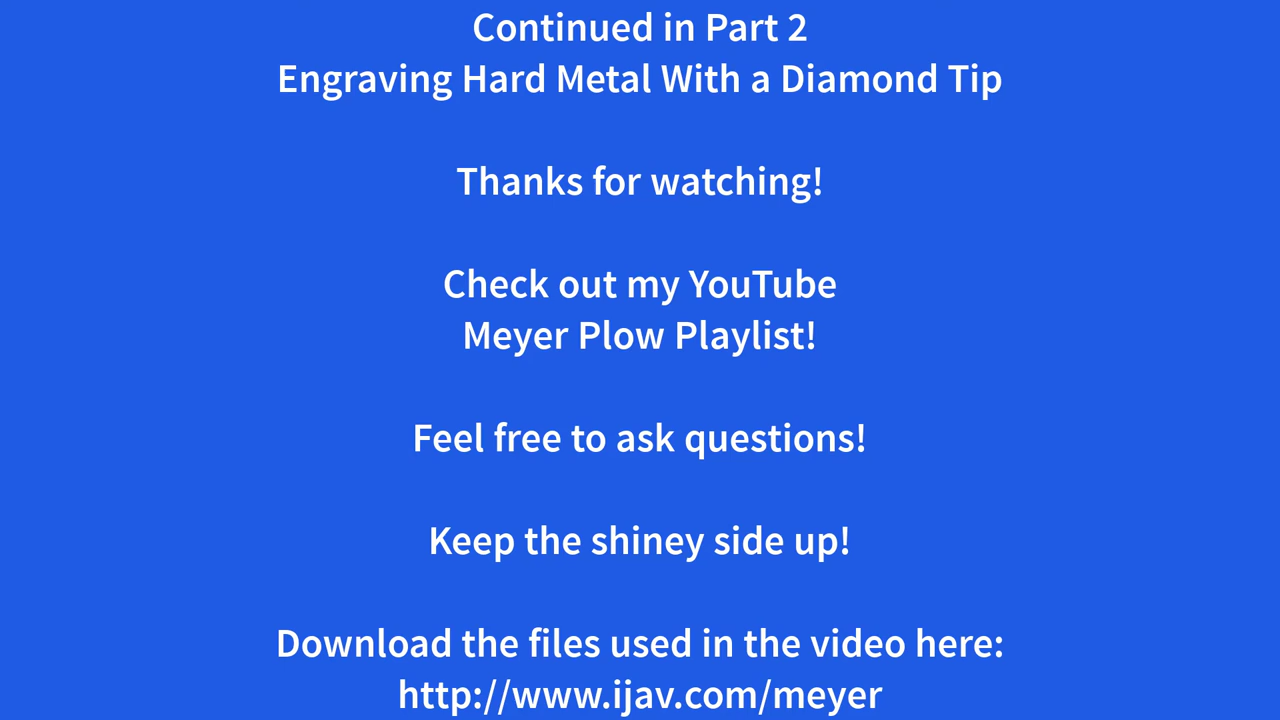 Continued in Part 2
Engraving Hard Metal With a Diamond Tip
Thanks for watching!
Check out my YouTube
Meyer Plow Playlist!
Feel free to ask questions!
Keep the shiney side up!
Download the files used in the video here:
http://www.ijav.com/meyer